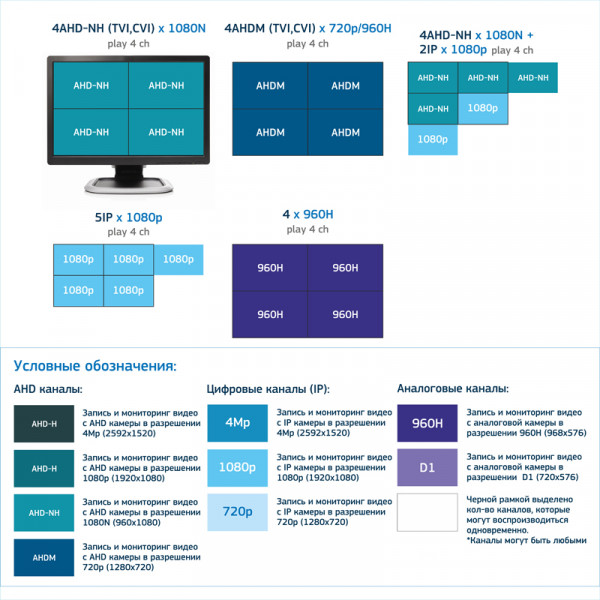 4AHD-NH (TVI,CVI) x 1080N
play 4 ch
AHD-NH AHD-NH
AHD-NH AHD-NH
4AHDM (TVI,CVI) x 720p/960H
play 4 ch
AHDM AHDM
AHDM AHDM
4AHD-NH x 1080N +
2IP x 1080p play 4 ch
AHD-NH AHD-NH AHD-NH
AHD-NH 1080p
1080p
5IP x 1080p
play 4 ch
1080p 1080p 1080p
1080p 1080p
4 x 960H
play 4 ch
960H 960H
960H 960H
Условные обозначения:
AHD каналы:
AHD-H
Запись и мониторинг видео
с AHD камеры в разрешении
4Mp (2592x1520)
AHD-H
Запись и мониторинг видео
с AHD камеры в разрешении
1080p (1920x1080)
AHD-NH
Запись и мониторинг видео
с AHD камеры в разрешении
1080N (960x1080)
AHDM
Запись и мониторинг видео
с AHD камеры в разрешении
720p (1280x720)
Цифровые каналы (IP):
4Mp
Запись и мониторинг видео
с IP камеры в разрешении
4Mp (2592x1520)
1080p
Запись и мониторинг видео
с IP камеры в разрешении
1080p (1920x1080)
720p
Запись и мониторинг видео
с IP камеры в разрешении
720p (1280x720)
Аналоговые каналы:
960H
Запись и мониторинг видео
с аналоговой камеры в
разрешении 960H (968x576)
D1
Запись и мониторинг видео
с аналоговой камеры в
разрешении D1 (720x576)
Черной рамкой выделено
кол-во каналов, которые
могут воспроизводиться
одновременно.
*Каналы могут быть любыми